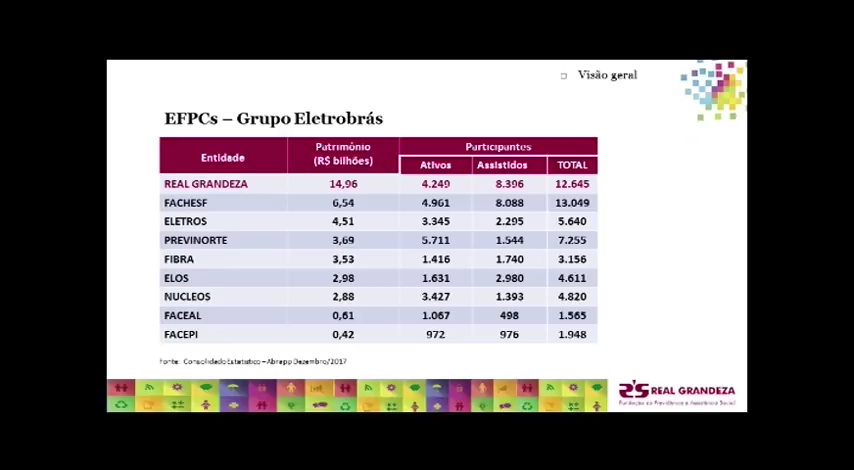 Visão geral
EFPCs – Grupo Eletrobrás
Entidade Patrimônio (R$ bilhões) Participantes
Ativos Assistidos TOTAL
REAL GRANDEZA 14,96 4.249 8.396 12.645
FACHESF 6,54 4.961 8.088 13.049
ELETROS 4,51 3.345 2.295 5.640
PREVINORTE 3,69 5.711 1.544 7.255
FIBRA 3,53 1.416 1.740 3.156
ELOS 2,98 1.631 2.980 4.611
NUCLEOS 2,88 3.427 1.393 4.820
FACEAL 0,61 1.067 498 1.565
FACEPI 0,42 972 976 1.948
Fonte: Consolidado Estatístico – Abrapp Dezembro/2017
REAL GRANDEZA
Fundação de Previdência e Assistência Social